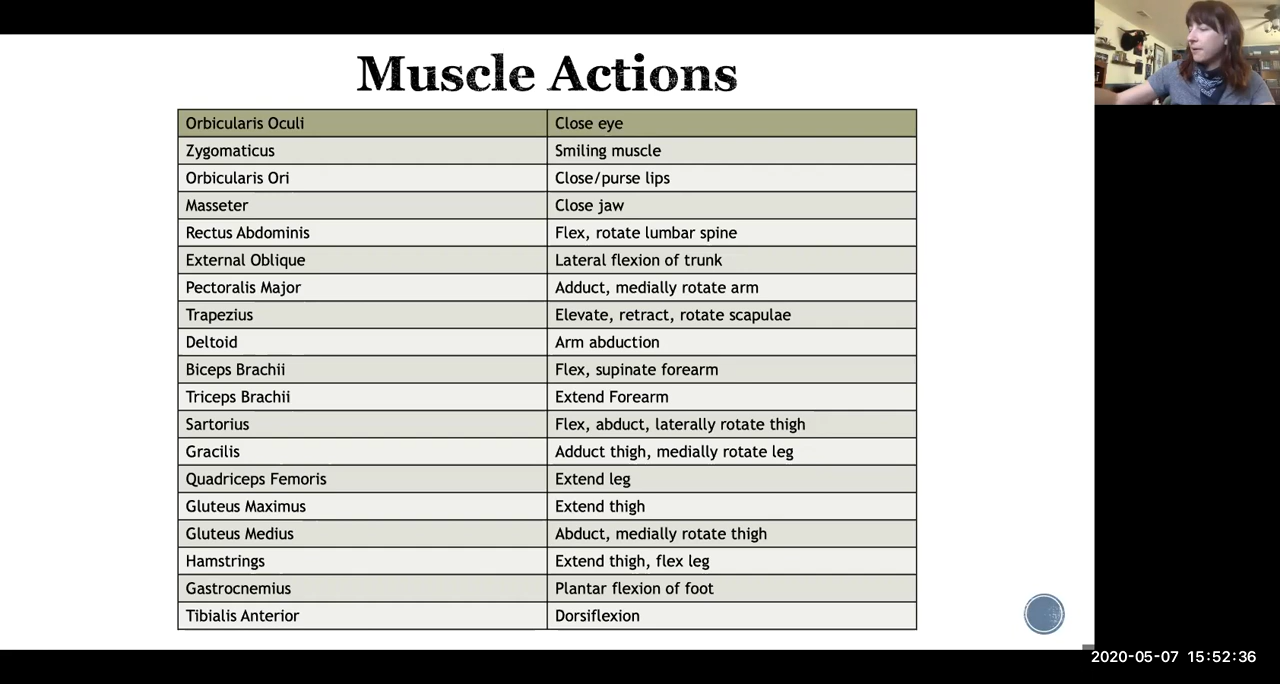 Muscle Actions
Orbicularis Oculi Close eye
Zygomaticus Smiling muscle
Orbicularis Ori Close/purse lips
Masseter Close jaw
Rectus Abdominis Flex, rotate lumbar spine
External Oblique Lateral flexion of trunk
Pectoralis Major Adduct, medially rotate arm
Trapezius Elevate, retract, rotate scapulae
Deltoid Arm abduction
Biceps Brachii Flex, supinate forearm
Triceps Brachii Extend Forearm
Sartorius Flex, abduct, laterally rotate thigh
Gracilis Adduct thigh, medially rotate leg
Quadriceps Femoris Extend leg
Gluteus Maximus Extend thigh
Gluteus Medius Abduct, medially rotate thigh
Hamstrings Extend thigh, flex leg
Gastrocnemius Plantar flexion of foot
Tibialis Anterior Dorsiflexion
2020-05-07 15:52:36